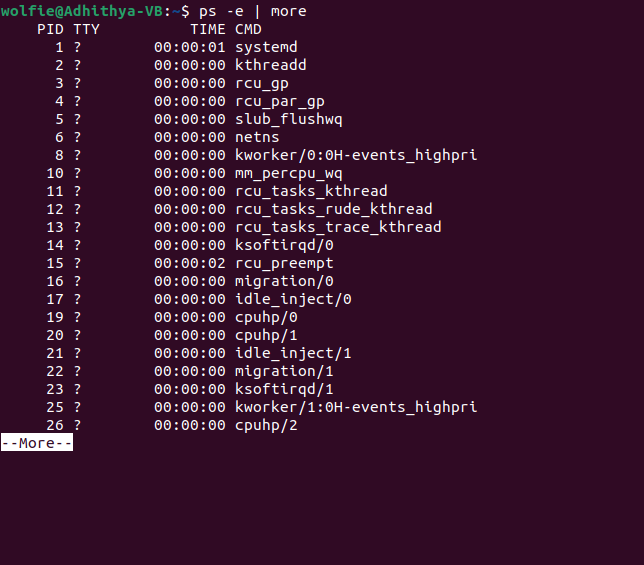 wolfie@Adhithya-VB:~$ ps -e | more
    PID TTY          TIME CMD
      1 ?        00:00:01 systemd
      2 ?        00:00:00 kthreadd
      3 ?        00:00:00 rcu_gp
      4 ?        00:00:00 rcu_par_gp
      5 ?        00:00:00 slub_flushwq
      6 ?        00:00:00 netns
      8 ?        00:00:00 kworker/0:0H-events_highpri
     10 ?        00:00:00 mm_percpu_wq
     11 ?        00:00:00 rcu_tasks_kthread
     12 ?        00:00:00 rcu_tasks_rude_kthread
     13 ?        00:00:00 rcu_tasks_trace_kthread
     14 ?        00:00:00 ksoftirqd/0
     15 ?        00:00:02 rcu_preempt
     16 ?        00:00:00 migration/0
     17 ?        00:00:00 idle_inject/0
     19 ?        00:00:00 cpuhp/0
     20 ?        00:00:00 cpuhp/1
     21 ?        00:00:00 idle_inject/1
     22 ?        00:00:00 migration/1
     23 ?        00:00:00 ksoftirqd/1
     25 ?        00:00:00 kworker/1:0H-events_highpri
     26 ?        00:00:00 cpuhp/2
--More--